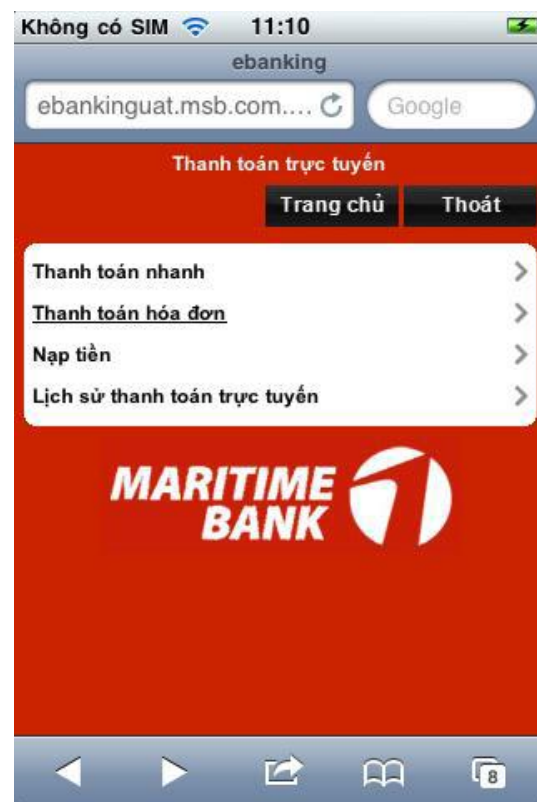 Không có SIM 11:10
ebanking
ebankinguat.msb.com.... Google
Thanh toán trực tuyến
Trang chủ Thoát
Thanh toán nhanh
Thanh toán hóa đơn
Nạp tiền
Lịch sử thanh toán trực tuyến
MARITIME
BANK
8